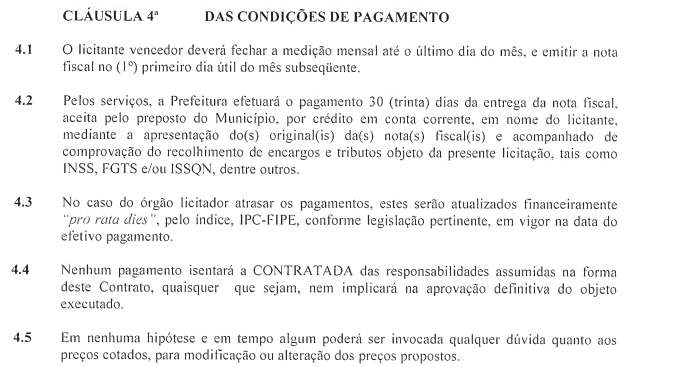 CLÁUSULA 4ª DAS CONDIÇÕES DE PAGAMENTO
4.1 O licitante vencedor deverá fechar a medição mensal até o último dia do mês, e emitir a nota
fiscal no (1º) primeiro dia útil do mês subseqüente.
4.2 Pelos serviços, a Prefeitura efetuará o pagamento 30 (trinta) dias da entrega da nota fiscal,
aceita pelo preposto do Município, por crédito em conta corrente, em nome do licitante,
mediante a apresentação do(s) original(is) da(s) nota(s) fiscal(is) e acompanhado de
comprovação do recolhimento de encargos e tributos objeto da presente licitação, tais como
INSS, FGTS e/ou ISSQN, dentre outros.
4.3 No caso do órgão licitador atrasar os pagamentos, estes serão atualizados financeiramente
“pro rata dies”, pelo índice, IPC-FIPE, conforme legislação pertinente, em vigor na data do
efetivo pagamento.
4.4 Nenhum pagamento isentará a CONTRATADA das responsabilidades assumidas na forma
deste Contrato, quaisquer que sejam, nem implicará na aprovação definitiva do objeto
executado.
4.5 Em nenhuma hipótese e em tempo algum poderá ser invocada qualquer dúvida quanto aos
preços cotados, para modificação ou alteração dos preços propostos.